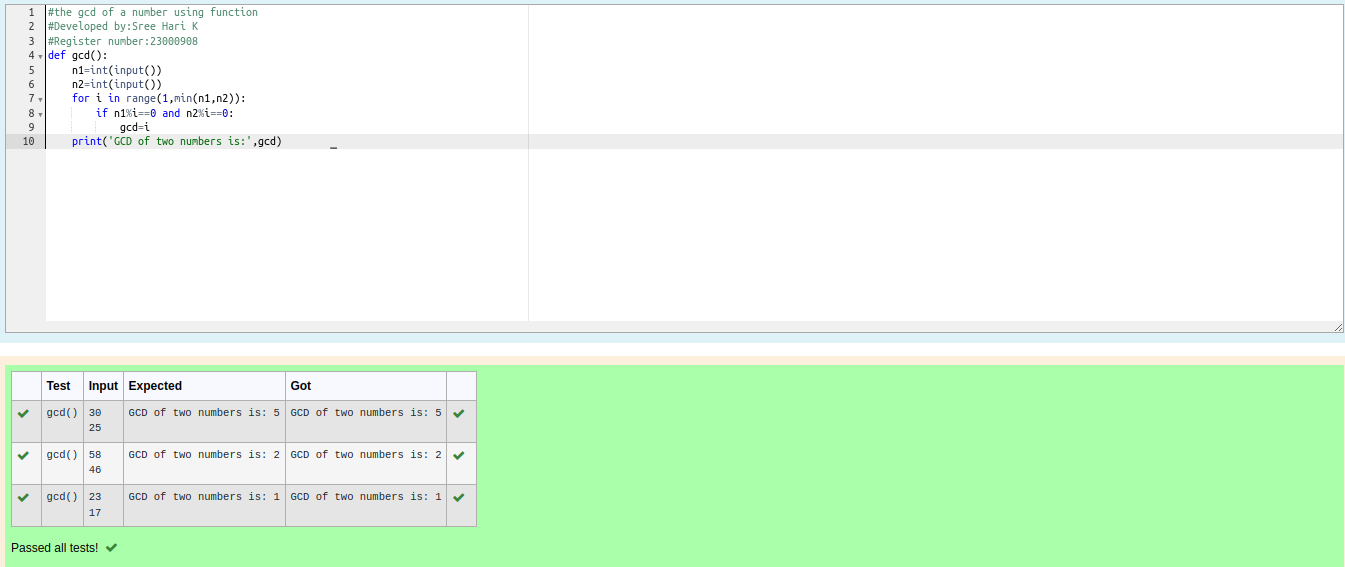 1 #the gcd of a number using function
2 #Developed by:Sree Hari K
3 #Register number:23000908
4 def gcd():
5     n1=int(input())
6     n2=int(input())
7     for i in range(1,min(n1,n2)):
8         if n1%i==0 and n2%i==0:
9             gcd=i
10     print('GCD of two numbers is:',gcd)
Test Input Expected Got
gcd() 30 GCD of two numbers is: 5 GCD of two numbers is: 5
25
gcd() 58 GCD of two numbers is: 2 GCD of two numbers is: 2
46
gcd() 23 GCD of two numbers is: 1 GCD of two numbers is: 1
17
Passed all tests!